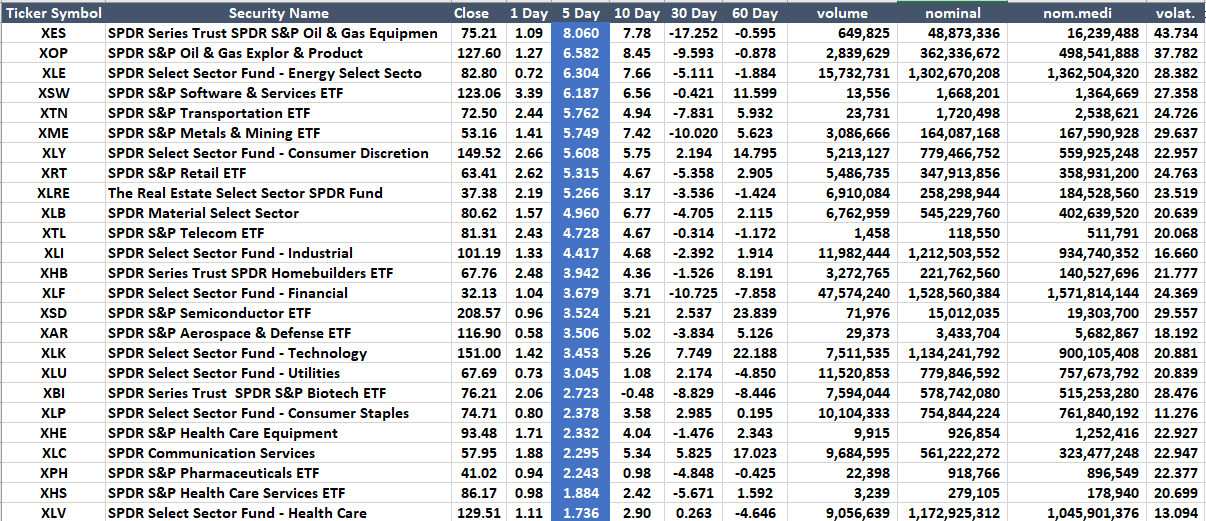 Ticker Symbol Security Name Close 1 Day 5 Day 10 Day 30 Day 60 Day volume nominal nom.medi volat.
XES SPDR Series Trust SPDR S&P Oil & Gas Equipmen 75.21 1.09 8.060 7.78 -17.252 -0.595 649,825 48,873,336 16,239,488 43.734
XOP SPDR S&P Oil & Gas Explor & Product 127.60 1.27 6.582 8.45 -9.593 -0.878 2,839,629 362,336,672 498,541,888 37.782
XLE SPDR Select Sector Fund - Energy Select Secto 82.80 0.72 6.304 7.66 -5.111 -1.884 15,732,731 1,302,670,208 1,362,504,320 28.382
XSW SPDR S&P Software & Services ETF 123.06 3.39 6.187 6.56 -0.421 11.599 13,556 1,668,201 1,364,669 27.358
XTN SPDR S&P Transportation ETF 72.50 2.44 5.762 4.94 -7.831 5.932 23,731 1,720,498 2,538,621 24.726
XME SPDR S&P Metals & Mining ETF 53.16 1.41 5.749 7.42 -10.020 5.623 3,086,666 164,087,168 167,590,928 29.637
XLY SPDR Select Sector Fund - Consumer Discretion 149.52 2.66 5.608 5.75 2.194 14.795 5,213,127 779,466,752 559,925,248 22.957
XRT SPDR S&P Retail ETF 63.41 2.62 5.315 4.67 -5.358 2.905 5,486,735 347,913,856 358,931,200 24.763
XLRE The Real Estate Select Sector SPDR Fund 37.38 2.19 5.266 3.17 -3.536 -1.424 6,910,084 258,298,944 184,528,560 23.519
XLB SPDR Material Select Sector 80.62 1.57 4.960 6.77 -4.705 2.115 6,762,959 545,229,760 402,639,520 20.639
XTL SPDR S&P Telecom ETF 81.31 2.43 4.728 4.67 -0.314 -1.172 1,458 118,550 511,791 20.068
XLI SPDR Select Sector Fund - Industrial 101.19 1.33 4.417 4.68 -2.392 1.914 11,982,444 1,212,503,552 934,740,352 16.660
XHB SPDR Series Trust SPDR Homebuilders ETF 67.76 2.48 3.942 4.36 -1.526 8.191 3,272,765 221,762,560 140,527,696 21.777
XLF SPDR Select Sector Fund - Financial 32.13 1.04 3.679 3.71 -10.725 -7.858 47,574,240 1,528,560,384 1,571,814,144 24.369
XSD SPDR S&P Semiconductor ETF 208.57 0.96 3.524 5.21 2.537 23.839 71,976 15,012,035 19,303,700 29.557
XAR SPDR S&P Aerospace & Defense ETF 116.90 0.58 3.506 5.02 -3.834 5.126 29,373 3,433,704 5,682,867 18.192
XLK SPDR Select Sector Fund - Technology 151.00 1.42 3.453 5.26 7.749 22.188 7,511,535 1,134,241,792 900,105,408 20.881
XLU SPDR Select Sector Fund - Utilities 67.69 0.73 3.045 1.08 2.174 -4.850 11,520,853 779,846,592 757,673,792 20.839
XBI SPDR Series Trust SPDR S&P Biotech ETF 76.21 2.06 2.723 -0.48 -8.829 -8.446 7,594,044 578,742,080 515,253,280 28.476
XLP SPDR Select Sector Fund - Consumer Staples 74.71 0.80 2.378 3.58 2.985 0.195 10,104,333 754,844,224 761,840,192 11.276
XHE SPDR S&P Health Care Equipment 93.48 1.71 2.332 4.04 -1.476 2.343 9,915 926,854 1,252,416 22.927
XLC SPDR Communication Services 57.95 1.88 2.295 5.34 5.825 17.023 9,684,595 561,222,272 323,477,248 22.947
XPH SPDR S&P Pharmaceuticals ETF 41.02 0.94 2.243 0.98 -4.848 -0.425 22,398 918,766 896,549 22.377
XHS SPDR S&P Health Care Services ETF 86.17 0.98 1.884 2.42 -5.671 1.592 3,239 279,105 178,940 20.699
XLV SPDR Select Sector Fund - Health Care 129.51 1.11 1.736 2.90 0.263 -4.646 9,056,639 1,172,925,312 1,045,901,376 13.094